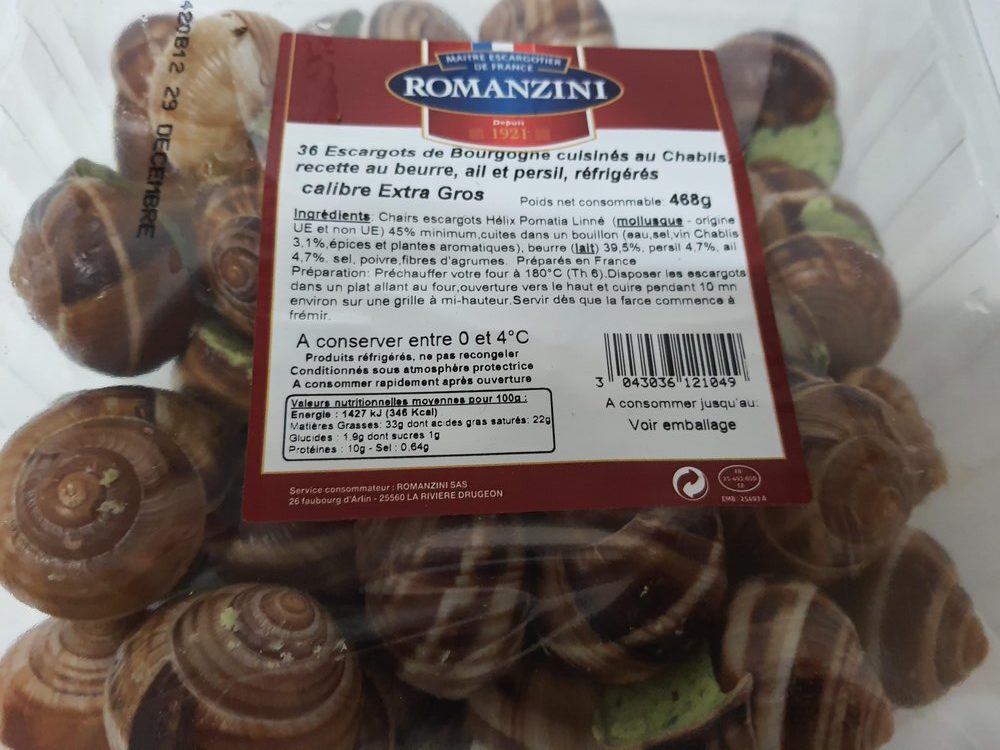 420812 29 DECEMBRE
MAITRE ESCARGOTIER
DE FRANCE
ROMANZINI
Depuis
1921
36 Escargots de Bourgogne cuisinés au Chablis,
recette au beurre, ail et persil, réfrigérés
calibre Extra Gros
Poids net consommable 468g
Ingrédients: Chairs escargots Hélix Pomatia Linné (mollusque - origine
UE et non UE) 45% minimum,cuites dans un bouillon (eau,sel,vin Chablis
3,1%,épices et plantes aromatiques), beurre (lait) 39,5%, persil 4,7%, ail
4,7%. sel, poivre,fibres d'agrumes. Préparés en France
Préparation: Préchauffer votre four à 180°C (Th 6).Disposer les escargots
dans un plat allant au four,ouverture vers le haut et cuire pendant 10 mn
environ sur une grille à mi-hauteur.Servir dès que la farce commence à
frémir.
A conserver entre 0 et 4°C
Produits réfrigérés, ne pas recongeler
Conditionnés sous atmosphère protectrice
A consommer rapidement après ouverture
Valeurs nutritionnelles moyennes pour 100g :
Energie : 1427 kJ (346 Kcal)
Matières Grasses: 33g dont acides gras saturés: 22g
Glucides : 1.9g dont sucres 1g
Protéines : 10g - Sel : 0.64g
3 043036 121049
A consommer jusqu'au:
Voir emballage
Service consommateur : ROMANZINI SAS
26 faubourg d'Arlin - 25560 LA RIVIERE DRUGEON
FR
25-493-050
CE
EMB : 25493 A